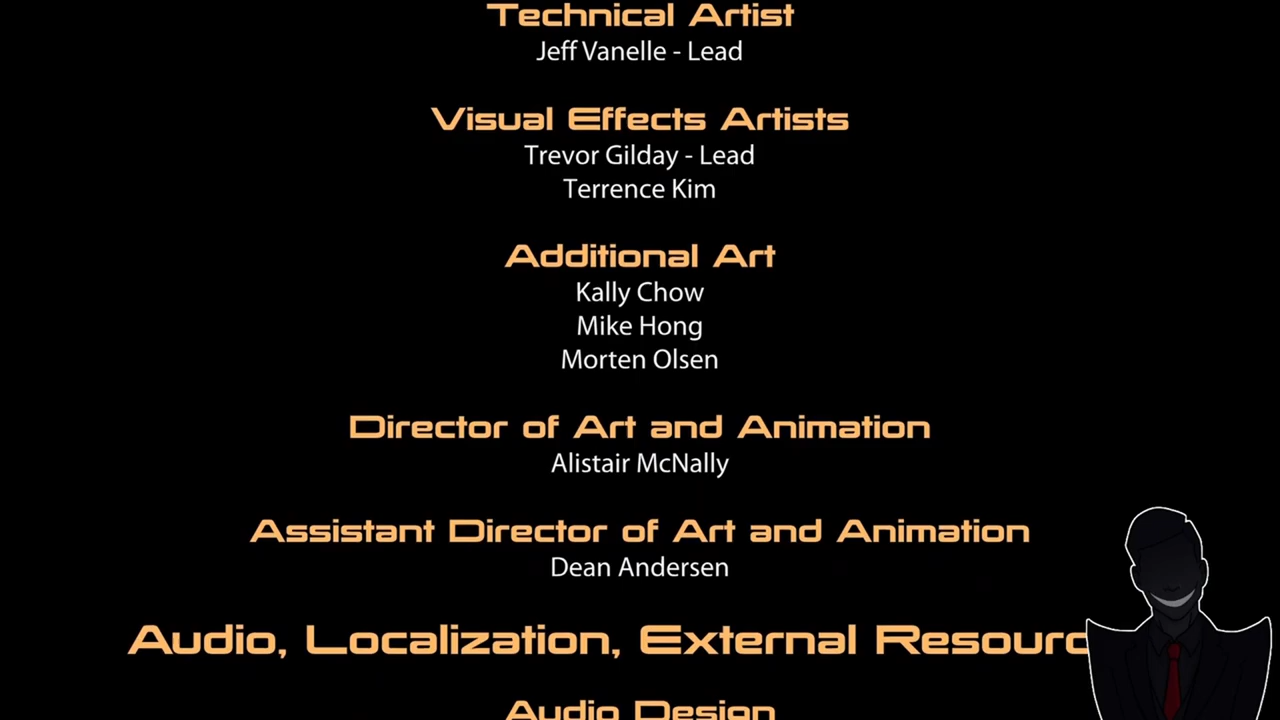 Technical Artist
Jeff Vanelle - Lead
Visual Effects Artists
Trevor Gilday - Lead
Terrence Kim
Additional Art
Kally Chow
Mike Hong
Morten Olsen
Director of Art and Animation
Alistair McNally
Assistant Director of Art and Animation
Dean Andersen
Audio, Localization, External Resourc
Audio Design